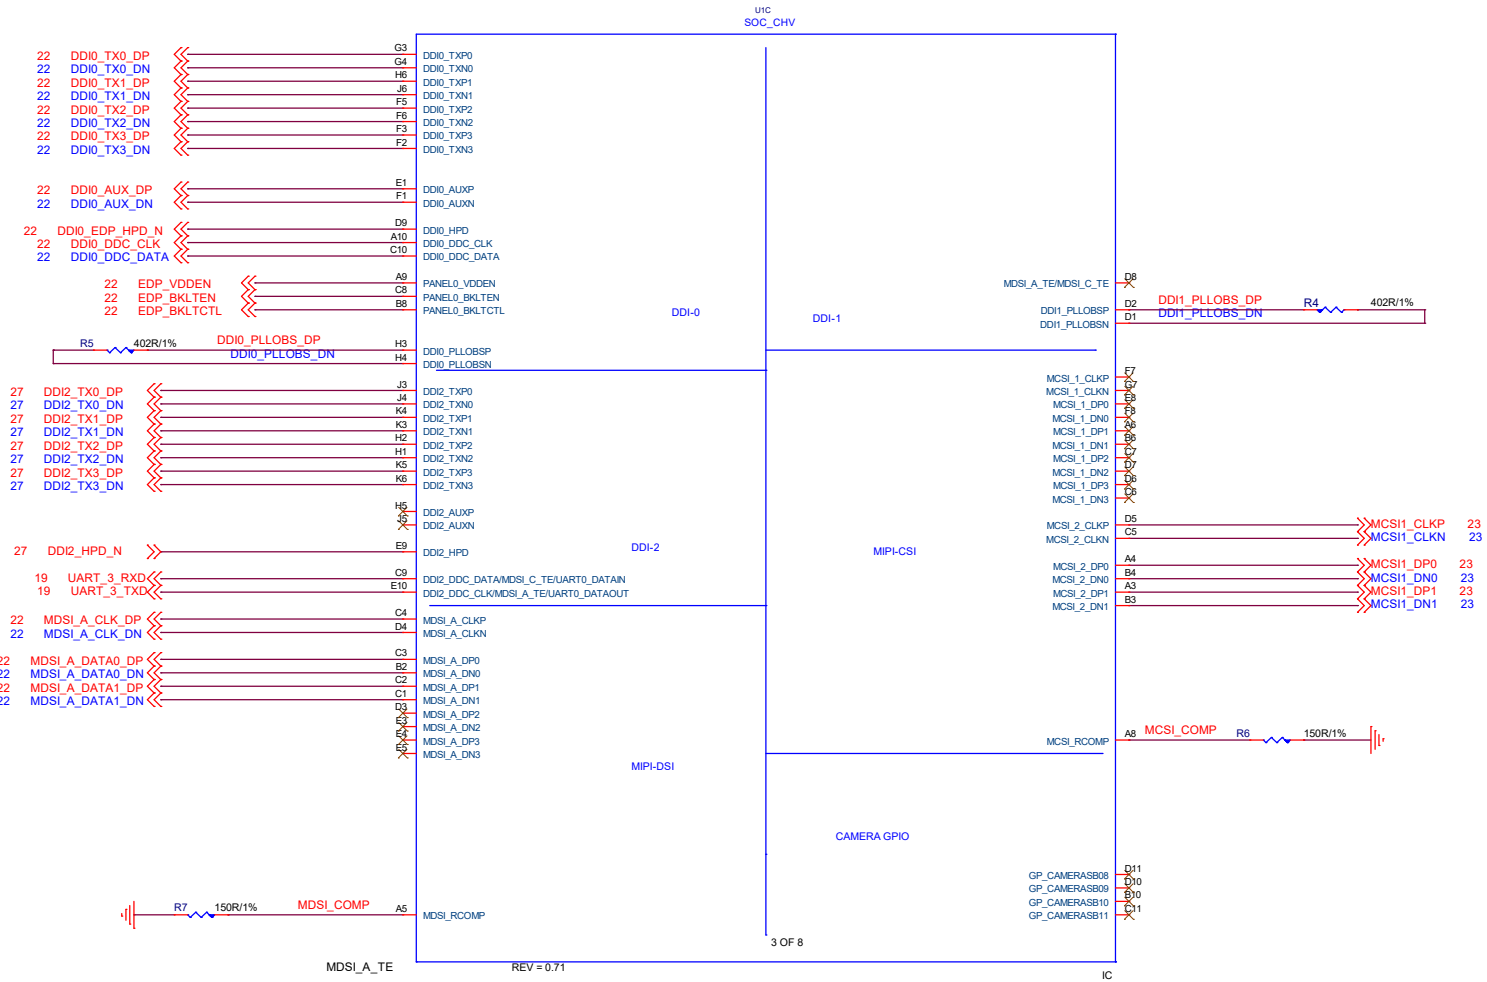 U1C
SOC_CHV
22 DDI0_TX0_DP G3 DDI0_TXP0
22 DDI0_TX0_DN G4 DDI0_TXN0
22 DDI0_TX1_DP H6 DDI0_TXP1
22 DDI0_TX1_DN J6 DDI0_TXN1
22 DDI0_TX2_DP F5 DDI0_TXP2
22 DDI0_TX2_DN F6 DDI0_TXN2
22 DDI0_TX3_DP F3 DDI0_TXP3
22 DDI0_TX3_DN F2 DDI0_TXN3
22 DDI0_AUX_DP E1 DDI0_AUXP
22 DDI0_AUX_DN F1 DDI0_AUXN
22 DDI0_EDP_HPD_N D9 DDI0_HPD
22 DDI0_DDC_CLK A10 DDI0_DDC_CLK
22 DDI0_DDC_DATA C10 DDI0_DDC_DATA
22 EDP_VDDEN A9 PANEL0_VDDEN
22 EDP_BKLTEN C8 PANEL0_BKLTEN
22 EDP_BKLTCTL B8 PANEL0_BKLTCTL
DDI-0
R5 402R/1% DDI0_PLLOBS_DP H3 DDI0_PLLOBSP
DDI0_PLLOBS_DN H4 DDI0_PLLOBSN
27 DDI2_TX0_DP J3 DDI2_TXP0
27 DDI2_TX0_DN J4 DDI2_TXN0
27 DDI2_TX1_DP K4 DDI2_TXP1
27 DDI2_TX1_DN K3 DDI2_TXN1
27 DDI2_TX2_DP H2 DDI2_TXP2
27 DDI2_TX2_DN H1 DDI2_TXN2
27 DDI2_TX3_DP K5 DDI2_TXP3
27 DDI2_TX3_DN K6 DDI2_TXN3
H5 DDI2_AUXP
J5 DDI2_AUXN
DDI-2
27 DDI2_HPD_N E9 DDI2_HPD
19 UART_3_RXD C9 DDI2_DDC_DATA/MDSI_C_TE/UART0_DATAIN
19 UART_3_TXD E10 DDI2_DDC_CLK/MDSI_A_TE/UART0_DATAOUT
22 MDSI_A_CLK_DP C4 MDSI_A_CLKP
22 MDSI_A_CLK_DN D4 MDSI_A_CLKN
22 MDSI_A_DATA0_DP C3 MDSI_A_DP0
22 MDSI_A_DATA0_DN B2 MDSI_A_DN0
22 MDSI_A_DATA1_DP C2 MDSI_A_DP1
22 MDSI_A_DATA1_DN C1 MDSI_A_DN1
D3 MDSI_A_DP2
E3 MDSI_A_DN2
E4 MDSI_A_DP3
E5 MDSI_A_DN3
MIPI-DSI
R7 150R/1% MDSI_COMP A5 MDSI_RCOMP
MDSI_A_TE
REV = 0.71
DDI-1
MDSI_A_TE/MDSI_C_TE D8
DDI1_PLLOBSP D2 DDI1_PLLOBS_DP R4 402R/1%
DDI1_PLLOBSN D1 DDI1_PLLOBS_DN
MCSI_1_CLKP F7
MCSI_1_CLKN G7
MCSI_1_DP0 E8
MCSI_1_DN0 F8
MCSI_1_DP1 A6
MCSI_1_DN1 B6
MCSI_1_DP2 C7
MCSI_1_DN2 D7
MCSI_1_DP3 D6
MCSI_1_DN3 C6
MCSI_2_CLKP D5 MCSI1_CLKP 23
MCSI_2_CLKN C5 MCSI1_CLKN 23
MIPI-CSI
MCSI_2_DP0 A4 MCSI1_DP0 23
MCSI_2_DN0 B4 MCSI1_DN0 23
MCSI_2_DP1 A3 MCSI1_DP1 23
MCSI_2_DN1 B3 MCSI1_DN1 23
MCSI_RCOMP A8 MCSI_COMP R6 150R/1%
CAMERA GPIO
GP_CAMERASB08 D11
GP_CAMERASB09 D10
GP_CAMERASB10 B10
GP_CAMERASB11 C11
3 OF 8
IC